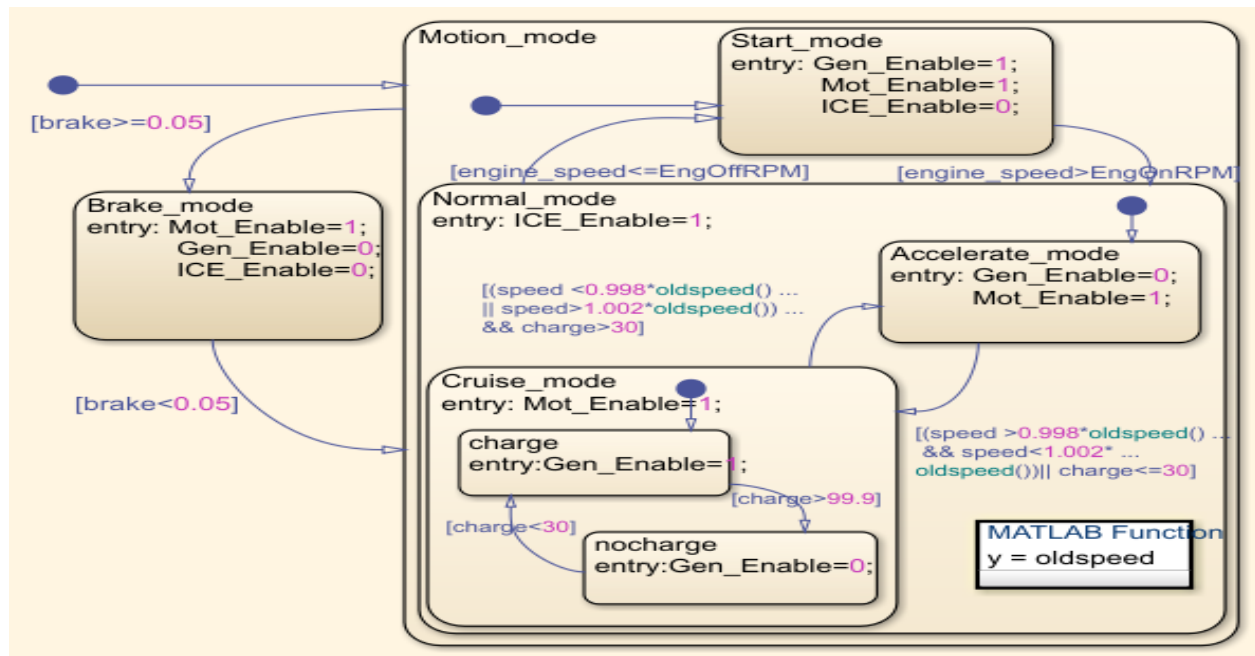 Motion_mode
Start_mode
entry: Gen_Enable=1;
Mot_Enable=1;
ICE_Enable=0;
[brake>=0.05]
[engine_speed<=EngOffRPM]
[engine_speed>EngOnRPM]
Brake_mode
entry: Mot_Enable=1;
Gen_Enable=0;
ICE_Enable=0;
Normal_mode
entry: ICE_Enable=1;
Accelerate_mode
entry: Gen_Enable=0;
Mot_Enable=1;
[(speed <0.998*oldspeed() ...
|| speed>1.002*oldspeed()) ...
&& charge>30]
[brake<0.05]
Cruise_mode
entry: Mot_Enable=1;
charge
entry:Gen_Enable=1;
[charge>99.9]
[charge<30]
nocharge
entry:Gen_Enable=0;
[(speed >0.998*oldspeed() ...
&& speed<1.002* ...
oldspeed())|| charge<=30]
MATLAB Function
y = oldspeed